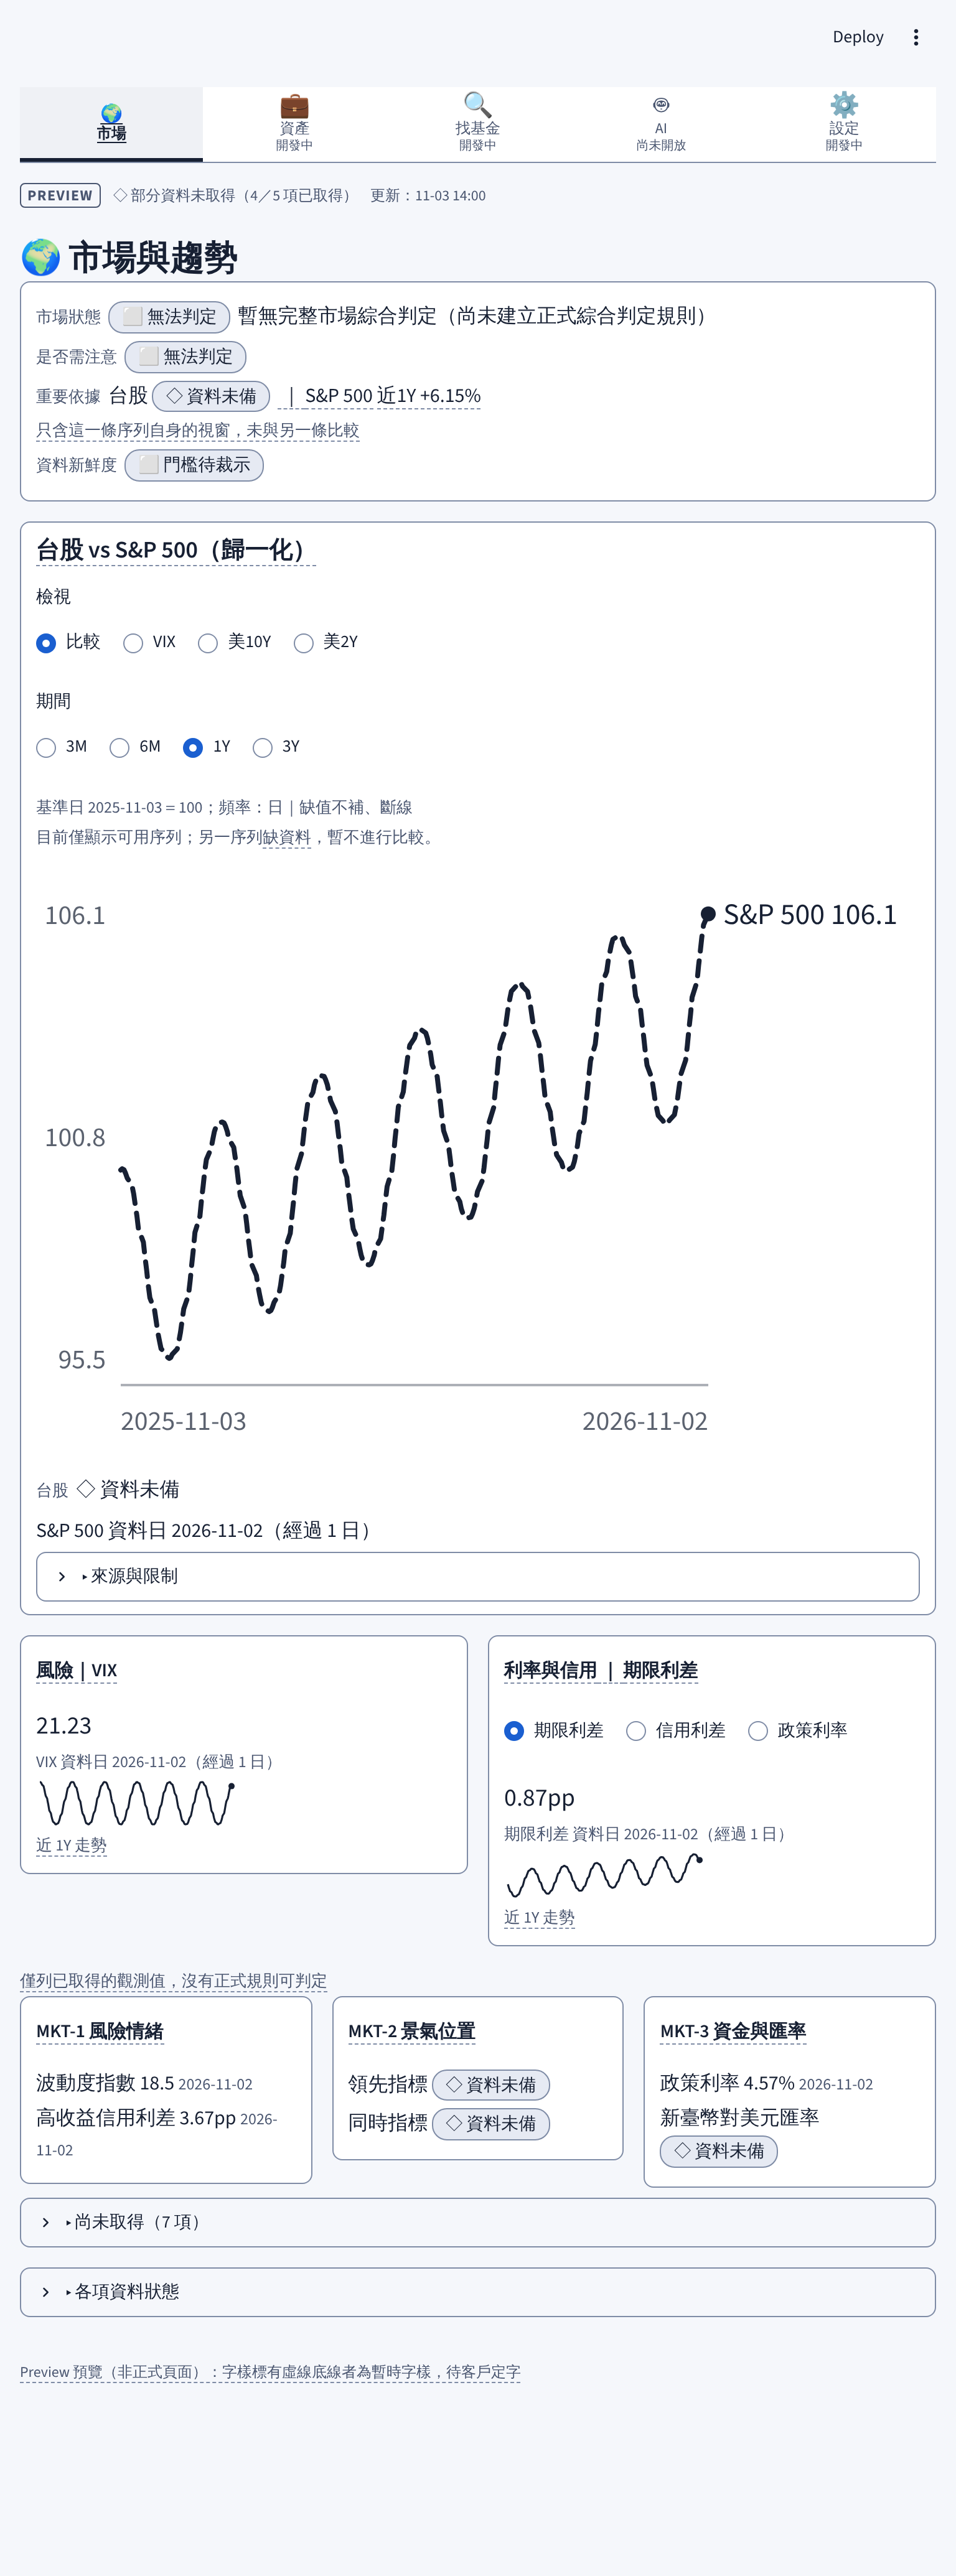 Deploy
🌍 市場
💼 資產 開發中
🔍 找基金 開發中
AI 尚未開放
⚙️ 設定 開發中
PREVIEW ◇ 部分資料未取得（4／5 項已取得） 更新：11-03 14:00
🌍 市場與趨勢
市場狀態 ⬜ 無法判定 暫無完整市場綜合判定（尚未建立正式綜合判定規則）
是否需注意 ⬜ 無法判定
重要依據 台股 ◇ 資料未備 ｜ S&P 500 近1Y +6.15%
只含這一條序列自身的視窗，未與另一條比較
資料新鮮度 ⬜ 門檻待裁示
台股 vs S&P 500（歸一化）
檢視
比較 VIX 美10Y 美2Y
期間
3M 6M 1Y 3Y
基準日 2025-11-03＝100；頻率：日｜缺值不補、斷線
目前僅顯示可用序列；另一序列缺資料，暫不進行比較。
106.1
S&P 500 106.1
100.8
95.5
2025-11-03 2026-11-02
台股 ◇ 資料未備
S&P 500 資料日 2026-11-02（經過 1 日）
▸ 來源與限制
風險｜VIX
21.23
VIX 資料日 2026-11-02（經過 1 日）
近 1Y 走勢
利率與信用 ｜ 期限利差
期限利差 信用利差 政策利率
0.87pp
期限利差 資料日 2026-11-02（經過 1 日）
近 1Y 走勢
僅列已取得的觀測值，沒有正式規則可判定
MKT-1 風險情緒
波動度指數 18.5 2026-11-02
高收益信用利差 3.67pp 2026-
11-02
MKT-2 景氣位置
領先指標 ◇ 資料未備
同時指標 ◇ 資料未備
MKT-3 資金與匯率
政策利率 4.57% 2026-11-02
新臺幣對美元匯率
◇ 資料未備
▸ 尚未取得（7 項）
▸ 各項資料狀態
Preview 預覽（非正式頁面）：字樣標有虛線底線者為暫時字樣，待客戶定字